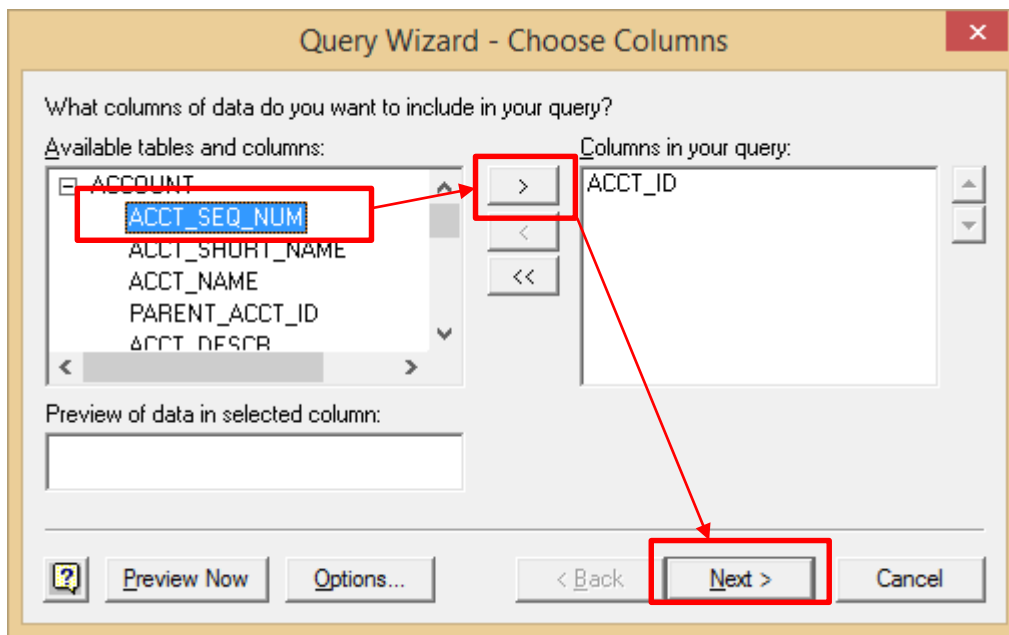 Query Wizard - Choose Columns
What columns of data do you want to include in your query?
Available tables and columns:
Columns in your query:
ACCOUNT
ACCT_SEQ_NUM
ACCT_SHORT_NAME
ACCT_NAME
PARENT_ACCT_ID
ACCT_DESCR
>
<
<<
ACCT_ID
Preview of data in selected column:
Preview Now
Options...
< Back
Next >
Cancel